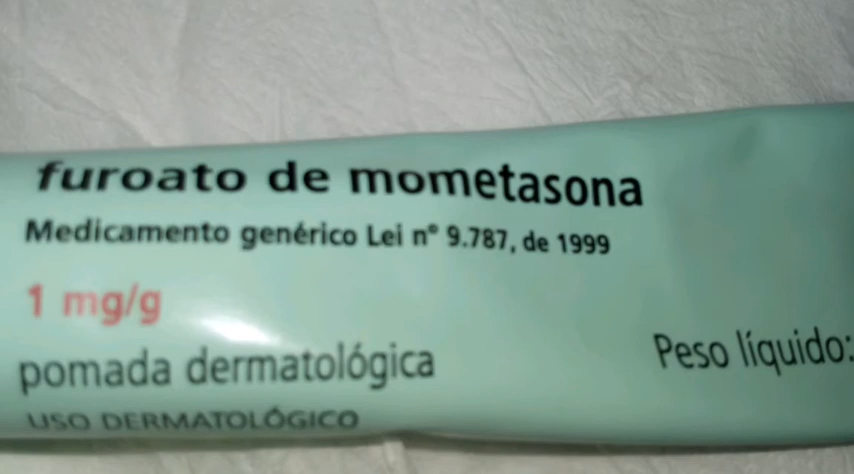 furoato de mometasona
Medicamento genérico Lei nº 9.787, de 1999
1 mg/g
pomada dermatológica
Peso líquido:
USO DERMATOLÓGICO